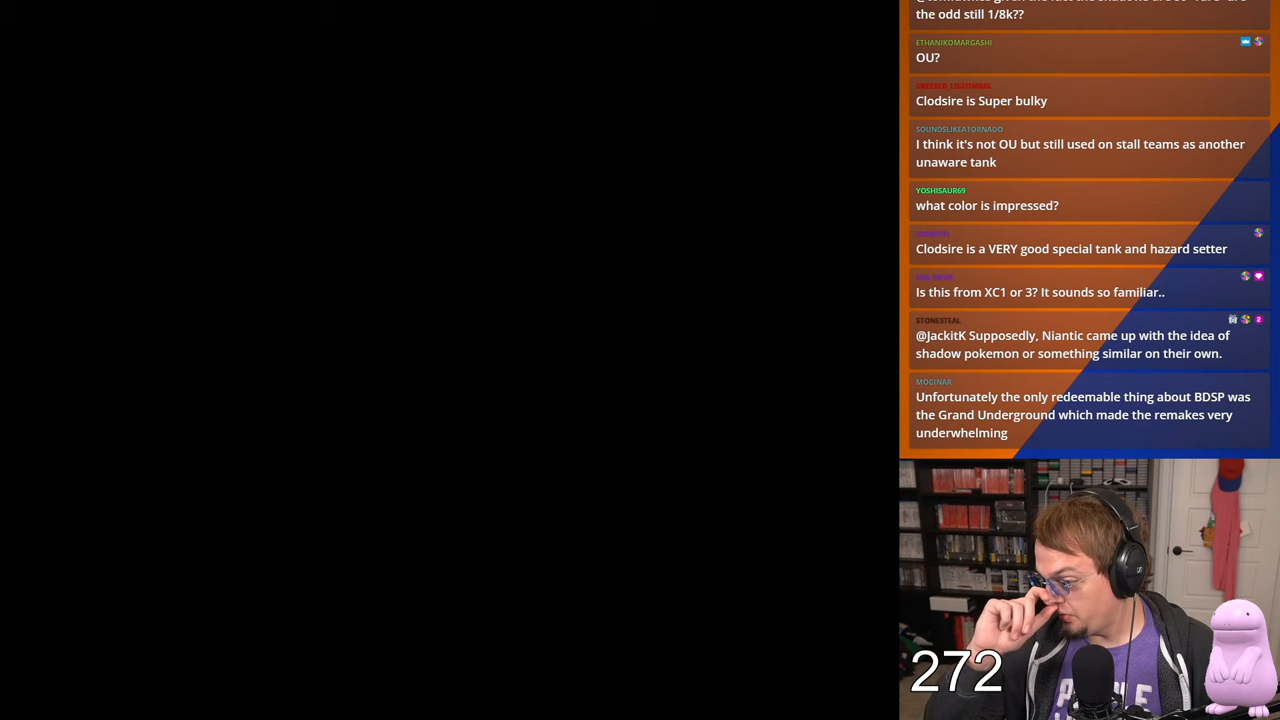 the odd still 1/8k??
ETHANIKOMARGASHI
OU?
Clodsire is Super bulky
SOUNDSLIKEATORNADO
I think it's not OU but still used on stall teams as another
unaware tank
YOSHISAUR69
what color is impressed?
Clodsire is a VERY good special tank and hazard setter
Is this from XC1 or 3? It sounds so familiar..
STONESTEAL
@JackitK Supposedly, Niantic came up with the idea of
shadow pokemon or something similar on their own.
MOGINAR
Unfortunately the only redeemable thing about BDSP was
the Grand Underground which made the remakes very
underwhelming
272